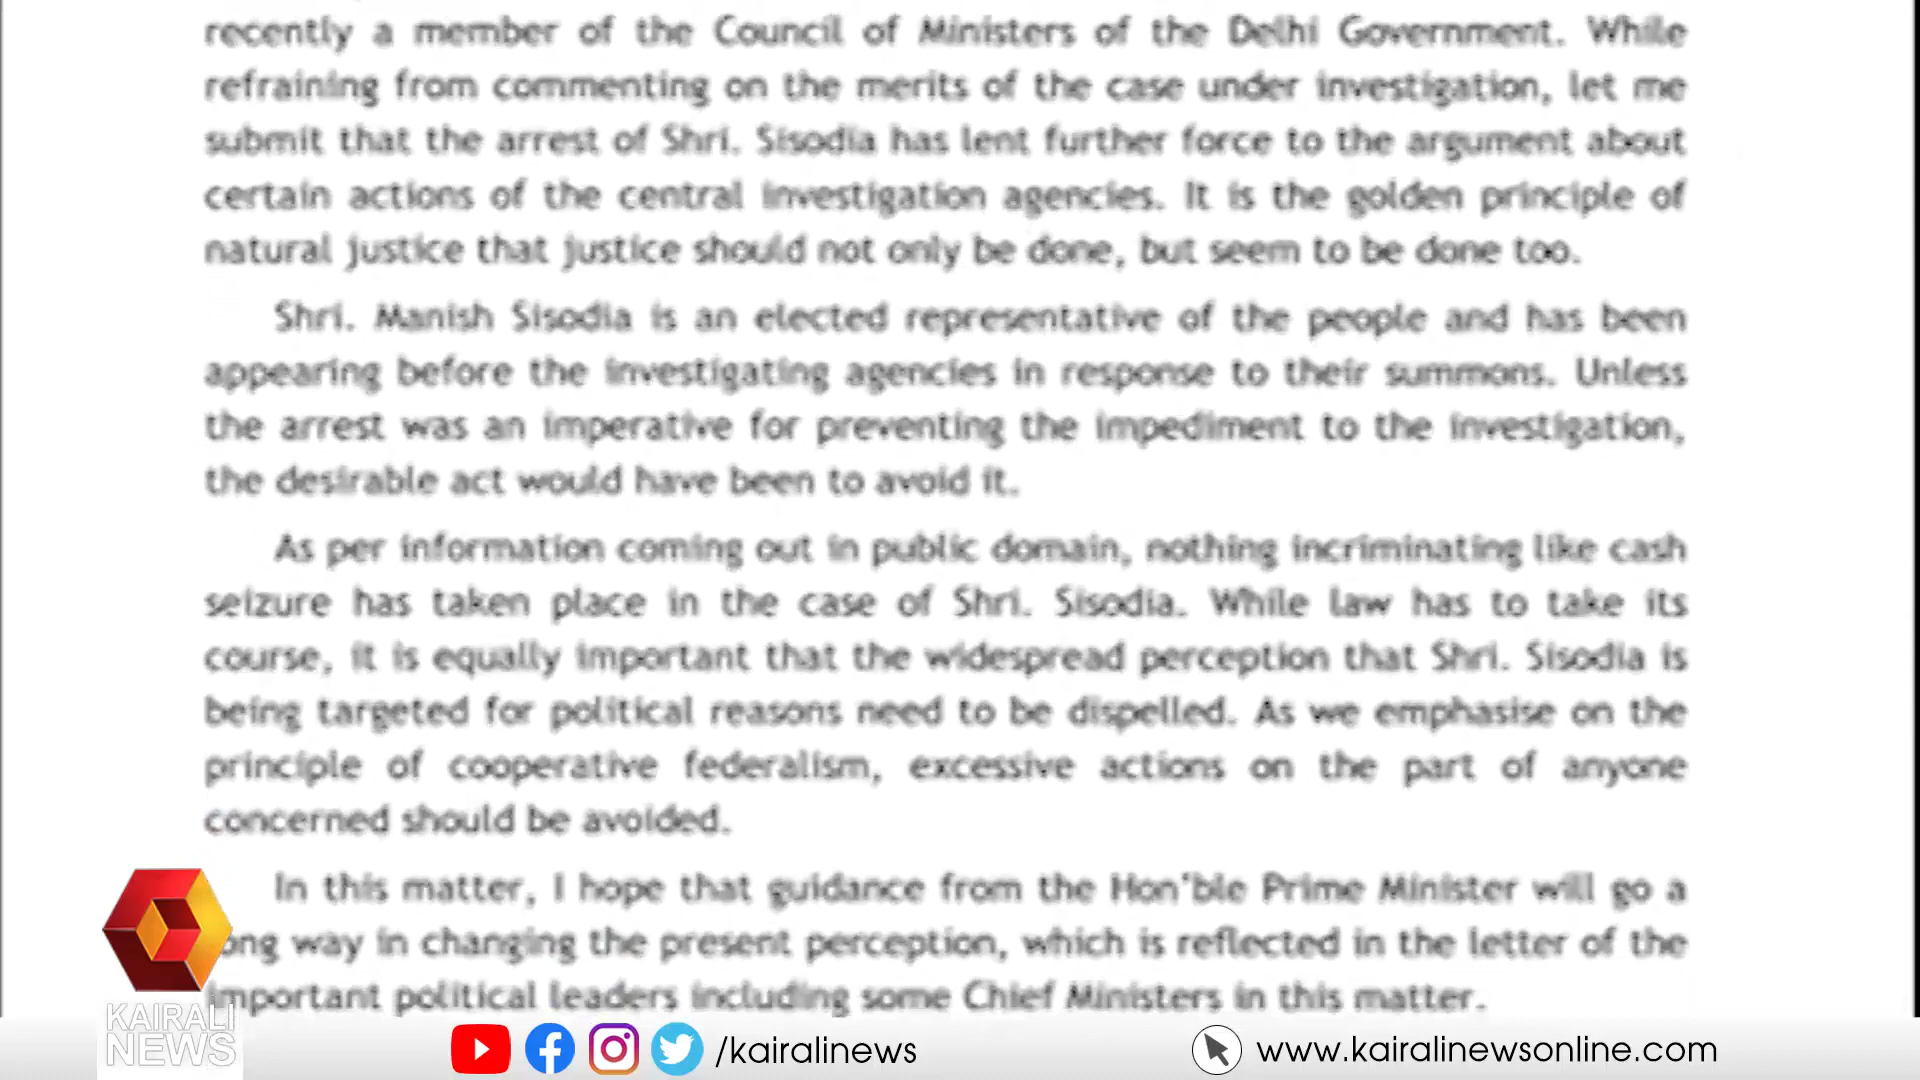 recently a member of the Council of Ministers of the Delhi Government. While
refraining from commenting on the merits of the case under investigation, let me
submit that the arrest of Shri. Sisodia has lent further force to the argument about
certain actions of the central investigation agencies. It is the golden principle of
natural justice that justice should not only be done, but seem to be done too.
Shri. Manish Sisodia is an elected representative of the people and has been
appearing before the investigating agencies in response to their summons. Unless
the arrest was an imperative for preventing the impediment to the investigation,
the desirable act would have been to avoid it.
As per information coming out in public domain, nothing incriminating like cash
seizure has taken place in the case of Shri. Sisodia. While law has to take its
course, it is equally important that the widespread perception that Shri. Sisodia is
being targeted for political reasons need to be dispelled. As we emphasise on the
principle of cooperative federalism, excessive actions on the part of anyone
concerned should be avoided.
In this matter, I hope that guidance from the Hon'ble Prime Minister will go a
ong way in changing the present perception, which is reflected in the letter of the
important political leaders including some Chief Ministers in this matter.
KAIRALI
NEWS
/kairalinews
www.kairalinewsonline.com